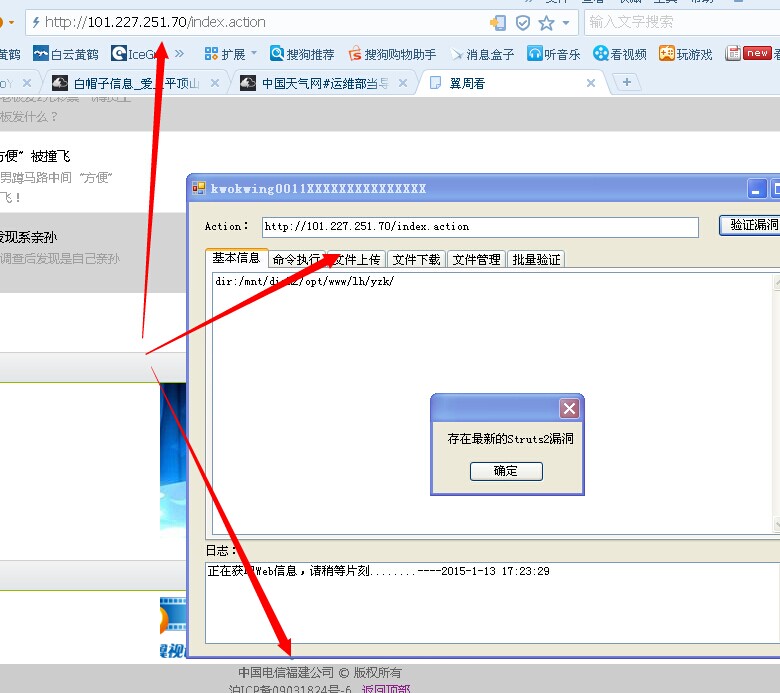 http://101.227.251.70/index.action
输入文字搜索
黄鹤 白云黄鹤 扩展 搜狗推荐 搜狗购物助手 消息盒子 听音乐 看视频 玩游戏 new
白帽子信息_爱 平顶山 中国天气网#运维部当 翼周看
板发什么？
方便”被撞飞
男蹲马路中间“方便”
飞！
发现系亲孙
调查后发现是自己亲孙
kwokwing0011XXXXXXXXXXXXXXX
Action: http://101.227.251.70/index.action 验证漏洞
基本信息 命令执行 文件上传 文件下载 文件管理 批量验证
存在最新的Struts2漏洞
确定
日志：
正在获取Web信息，请稍等片刻........----2015-1-13 17:23:29
中国电信福建公司 © 版权所有
沪ICP备09031824号-6 返回顶部